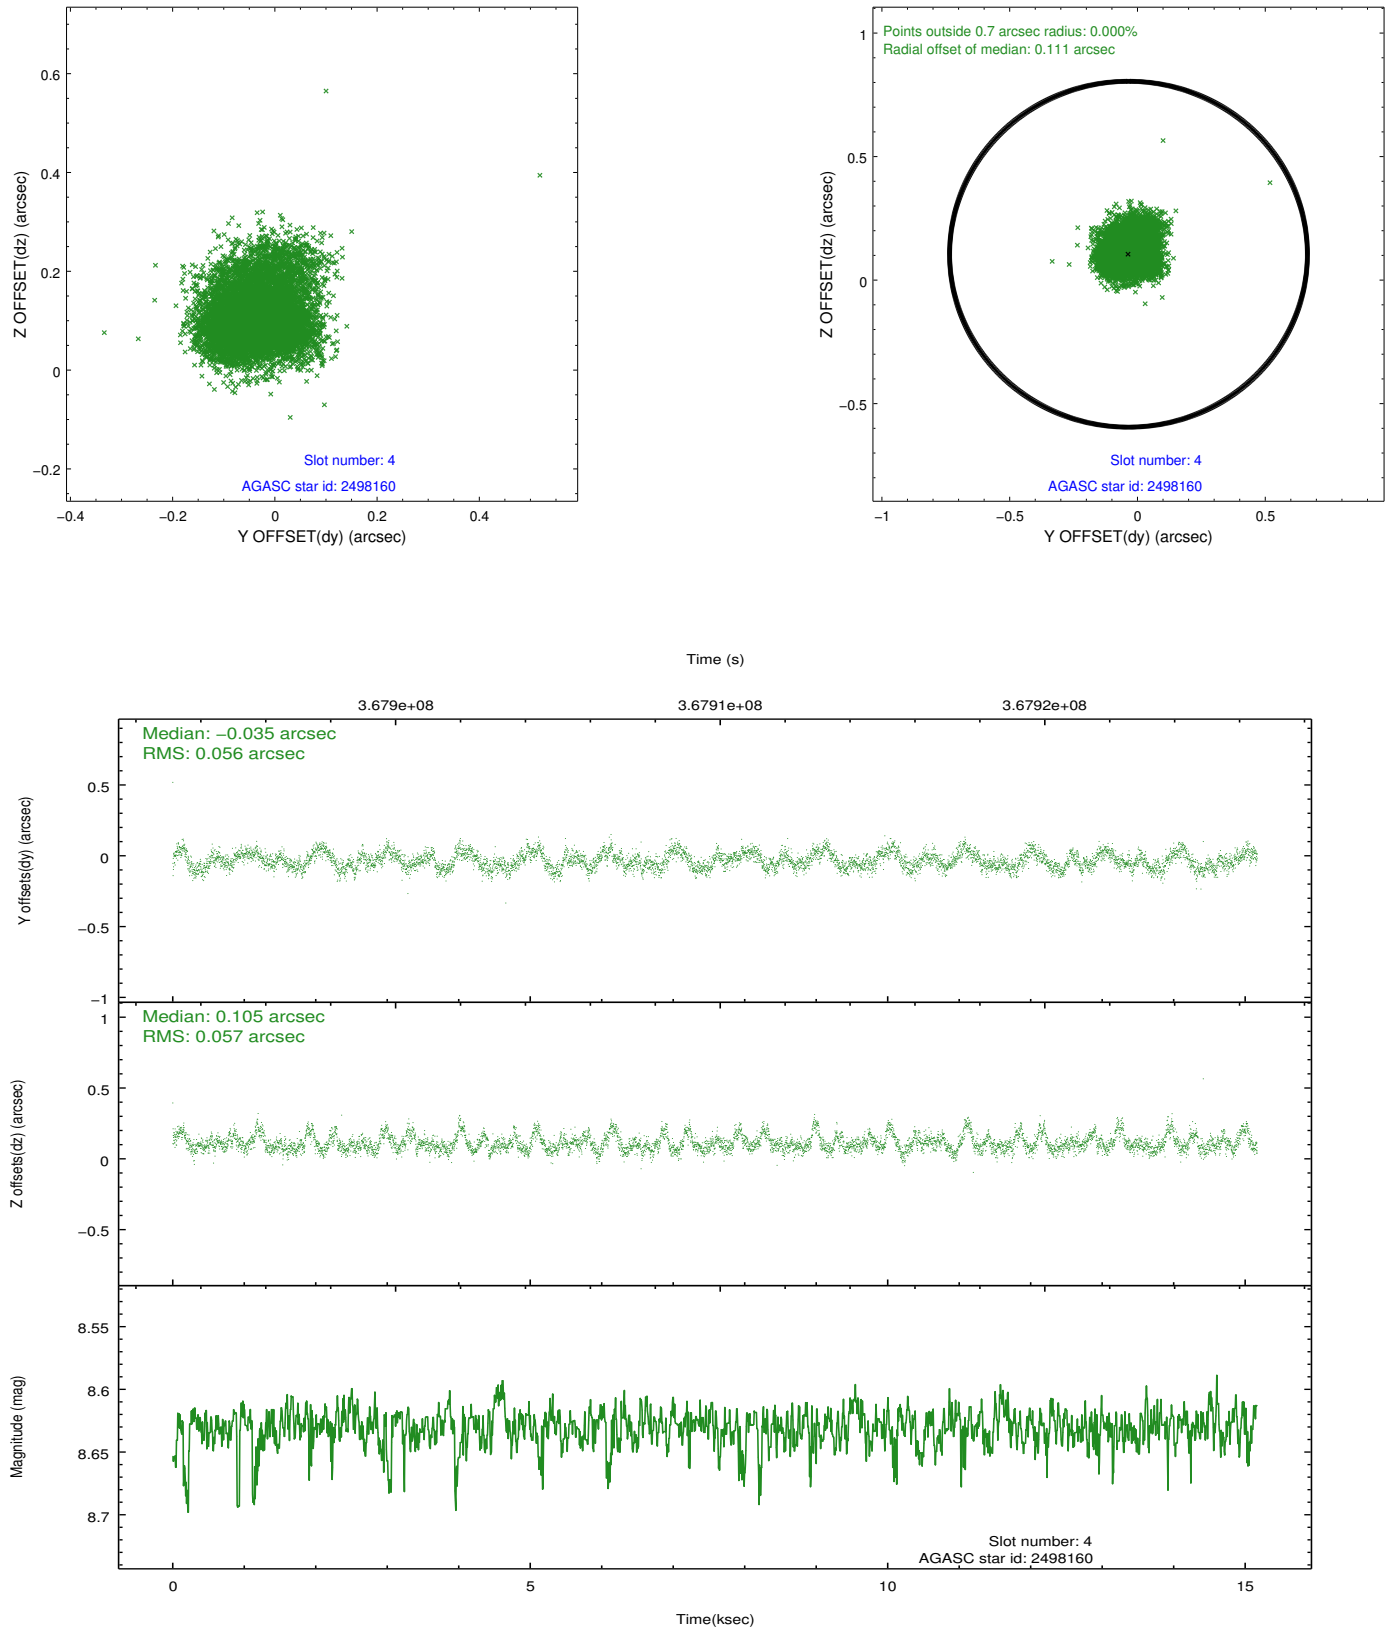 0.6
0.4
0.2
0
−0.2
Z OFFSET(dz) (arcsec)
Slot number: 4
AGASC star id: 2498160
−0.4
−0.2
0
0.2
0.4
Y OFFSET(dy) (arcsec)
Points outside 0.7 arcsec radius: 0.000%
Radial offset of median: 0.111 arcsec
1
0.5
0
−0.5
Z OFFSET(dz) (arcsec)
Slot number: 4
AGASC star id: 2498160
−1
−0.5
0
0.5
Y OFFSET(dy) (arcsec)
Time (s)
3.679e+08
3.6791e+08
3.6792e+08
Median: −0.035 arcsec
RMS: 0.056 arcsec
0.5
0
−0.5
−1
Y offsets(dy) (arcsec)
Median: 0.105 arcsec
RMS: 0.057 arcsec
1
0.5
0
−0.5
Z offsets(dz) (arcsec)
8.55
8.6
8.65
8.7
Magnitude (mag)
Slot number: 4
AGASC star id: 2498160
0
5
10
15
Time(ksec)